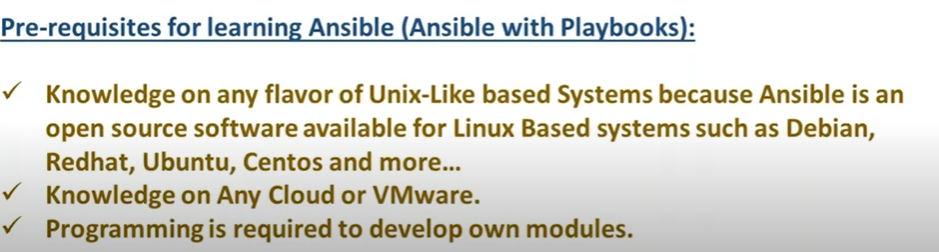 Pre-requisites for learning Ansible (Ansible with Playbooks):
✓ Knowledge on any flavor of Unix-Like based Systems because Ansible is an
open source software available for Linux Based systems such as Debian,
Redhat, Ubuntu, Centos and more...
✓ Knowledge on Any Cloud or VMware.
✓ Programming is required to develop own modules.